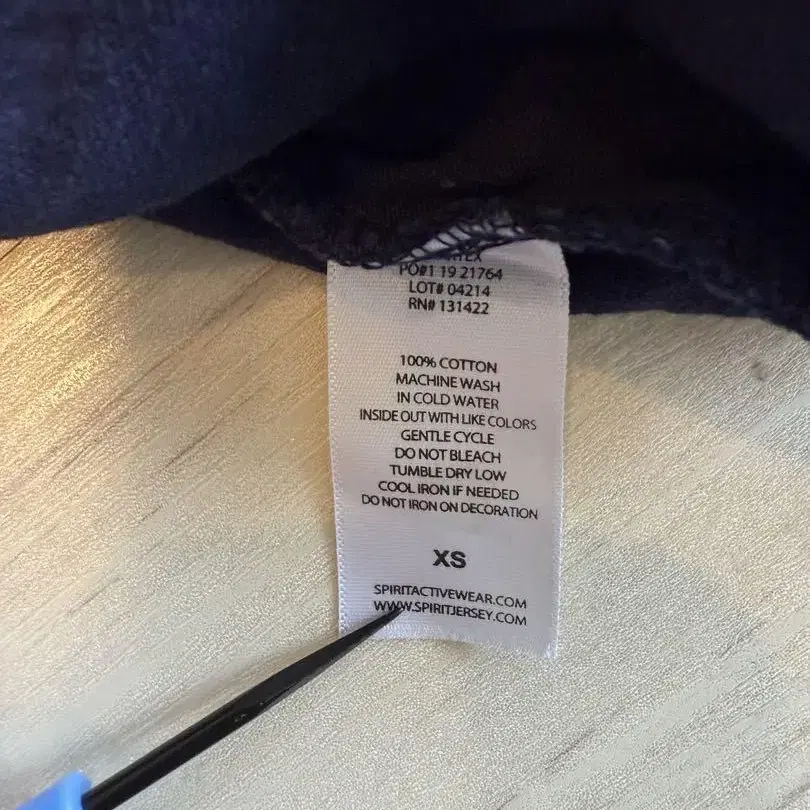 PO#1 19 21764
LOT# 04214
RN# 131422
100% COTTON
MACHINE WASH
IN COLD WATER
INSIDE OUT WITH LIKE COLORS
GENTLE CYCLE
DO NOT BLEACH
TUMBLE DRY LOW
COOL IRON IF NEEDED
DO NOT IRON ON DECORATION
XS
SPIRITACTIVEWEAR.COM
WWW.SPIRITJERSEY.COM